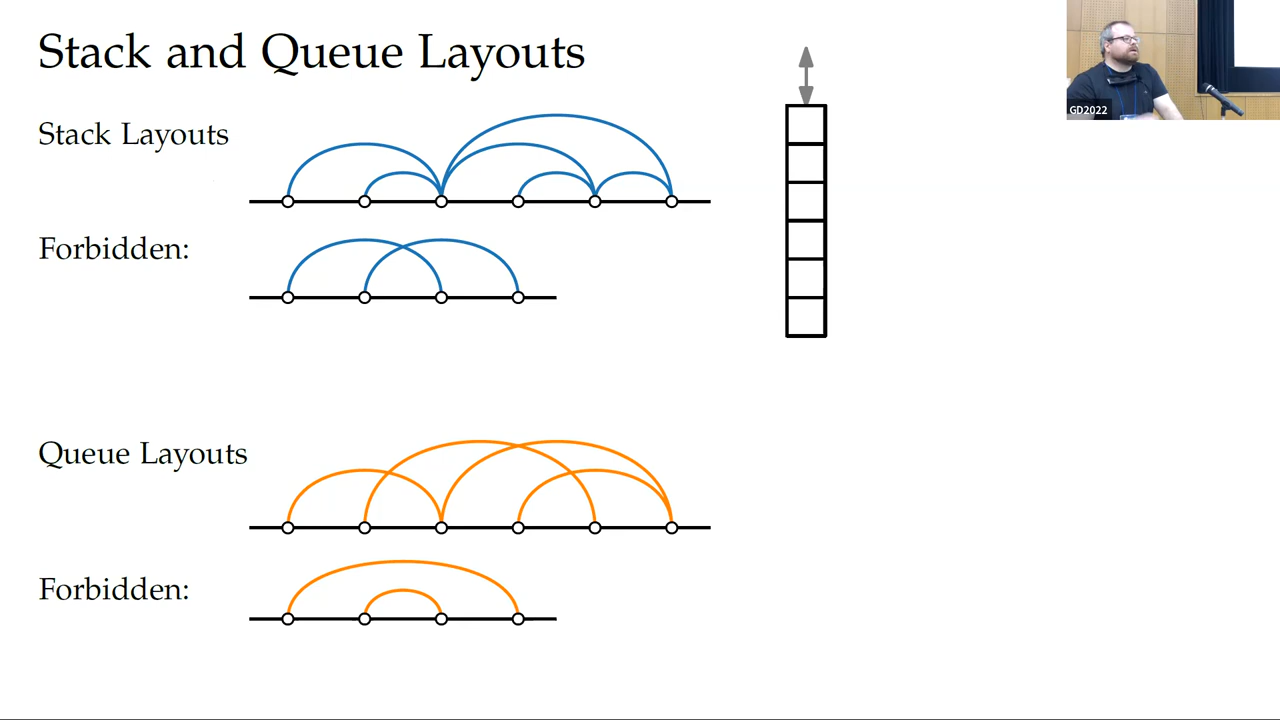 Stack and Queue Layouts
Stack Layouts
Forbidden:
Queue Layouts
Forbidden:
GD2022